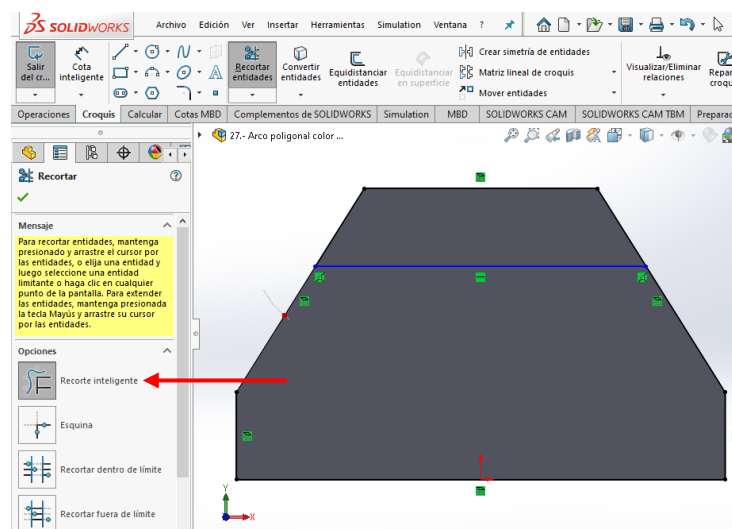 SOLIDWORKS Archivo Edición Ver Insertar Herramientas Simulation Ventana ?
Salir del cr...
Cota inteligente
Recortar entidades
Convertir entidades
Equidistanciar entidades
Equidistanciar en superficie
Crear simetría de entidades
Matriz lineal de croquis
Mover entidades
Visualizar/Eliminar relaciones
Repar
croqu
Operaciones Croquis Calcular Cotas MBD Complementos de SOLIDWORKS Simulation MBD SOLIDWORKS CAM SOLIDWORKS CAM TBM Preparac
27.- Arco poligonal color ...
Recortar
Mensaje
Para recortar entidades, mantenga
presionado y arrastre el cursor por
las entidades, o elija una entidad y
luego seleccione una entidad
limitante o haga clic en cualquier
punto de la pantalla. Para extender
las entidades, mantenga presionada
la tecla Mayús y arrastre su cursor
por las entidades.
Opciones
Recorte inteligente
Esquina
Recortar dentro de límite
Recortar fuera de límite
Y
X